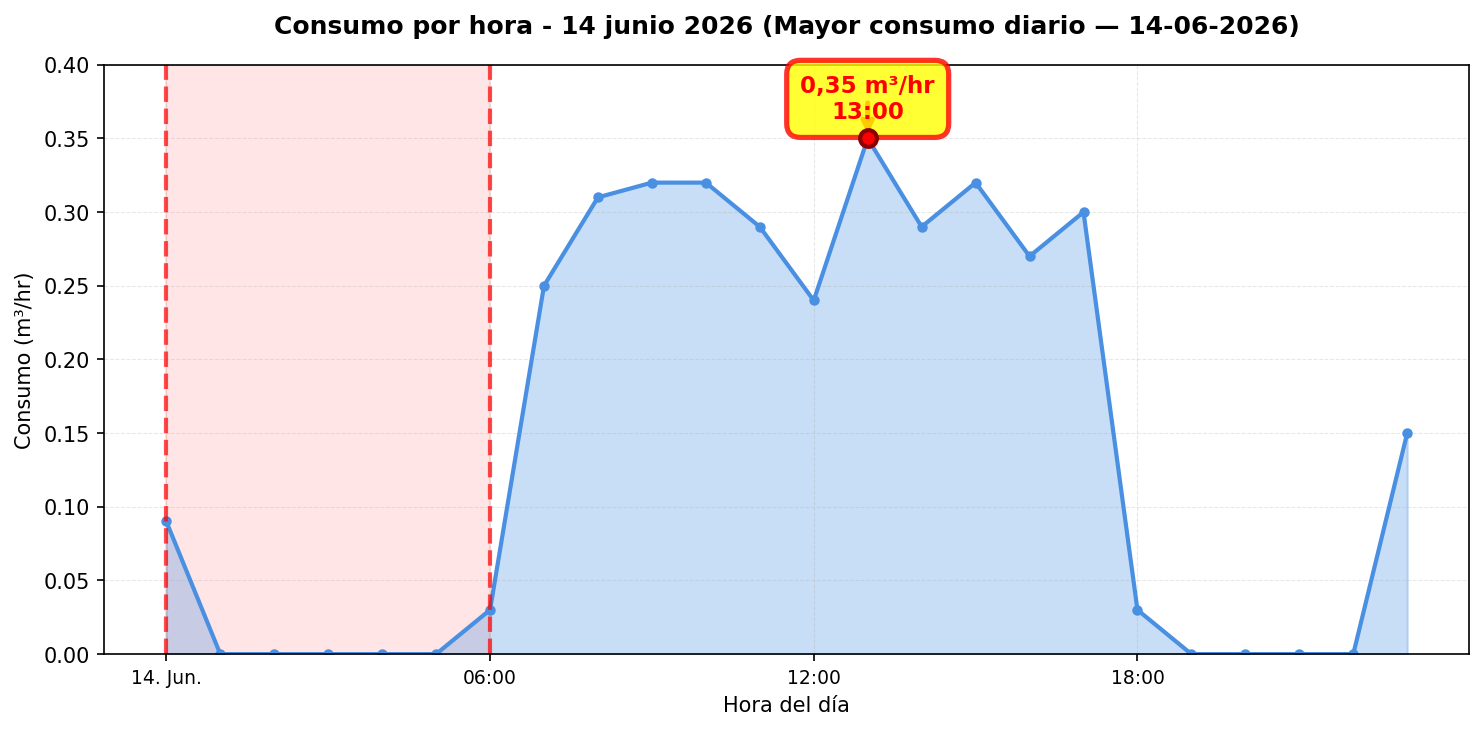 Consumo por hora - 14 junio 2026 (Mayor consumo diario — 14-06-2026)
0,35 m³/hr
13:00
0.40
0.35
0.30
0.25
0.20
0.15
0.10
0.05
0.00
Consumo (m³/hr)
14. Jun.
06:00
12:00
18:00
Hora del día